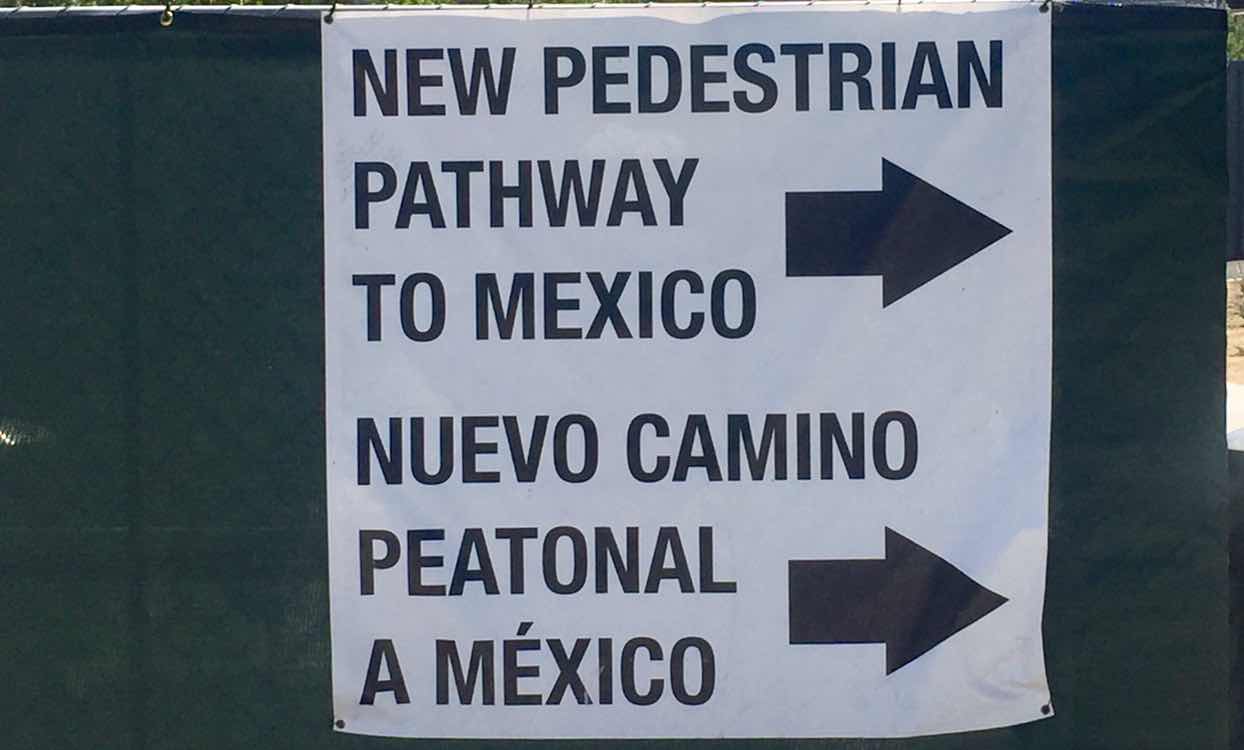 NEW PEDESTRIAN
PATHWAY
TO MEXICO
NUEVO CAMINO
PEATONAL
A MÉXICO